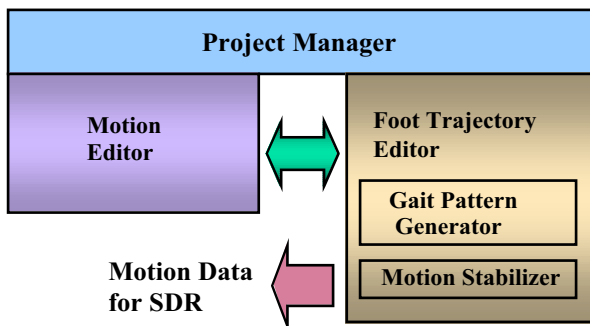 Project Manager
Motion
Editor
Foot Trajectory
Editor
Gait Pattern
Generator
Motion Stabilizer
Motion Data
for SDR